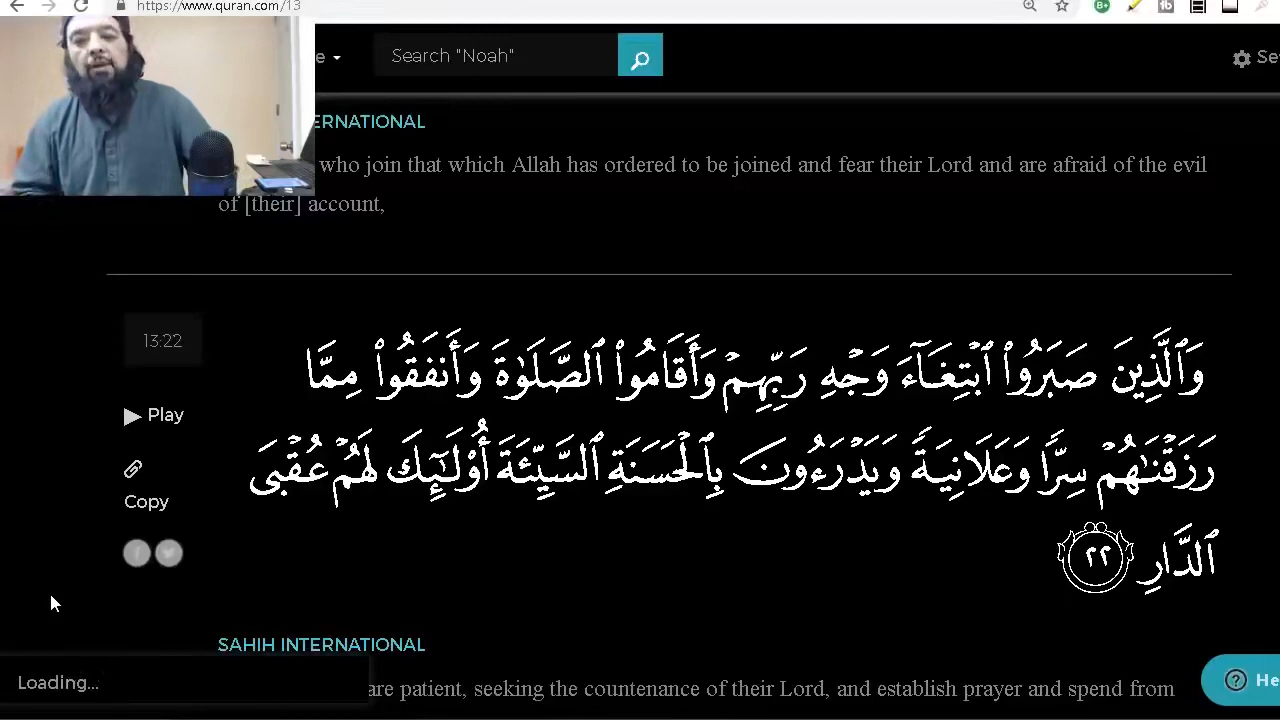 https://www.quran.com/13
Search "Noah"
ERNATIONAL
who join that which Allah has ordered to be joined and fear their Lord and are afraid of the evil
of [their] account,
13:22
وَٱلَّذِينَ صَبَرُوا۟ ٱبْتِغَآءَ وَجْهِ رَبِّهِمْ وَأَقَامُوا۟ ٱلصَّلَوٰةَ وَأَنفَقُوا۟ مِمَّا
رَزَقْنَـٰهُمْ سِرًّا وَعَلَانِيَةً وَيَدْرَءُونَ بِٱلْحَسَنَةِ ٱلسَّيِّئَةَ أُو۟لَـٰٓئِكَ لَهُمْ عُقْبَى
ٱلدَّارِ ٢٢
Play
Copy
SAHIH INTERNATIONAL
are patient, seeking the countenance of their Lord, and establish prayer and spend from
Loading...